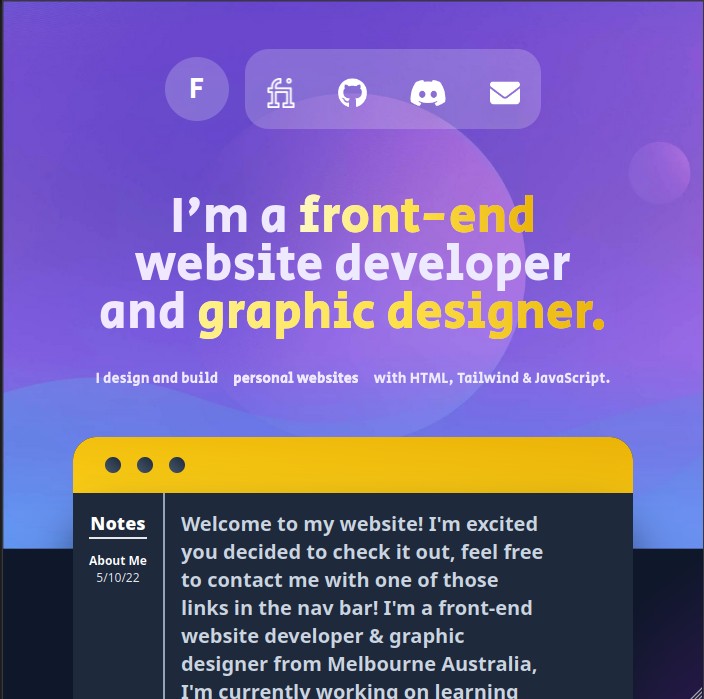 F
fi
I’m a front-end
website developer
and graphic designer.
I design and build personal websites with HTML, Tailwind & JavaScript.
Notes
About Me
5/10/22
Welcome to my website! I'm excited
you decided to check it out, feel free
to contact me with one of those
links in the nav bar! I'm a front-end
website developer & graphic
designer from Melbourne Australia,
I'm currently working on learning